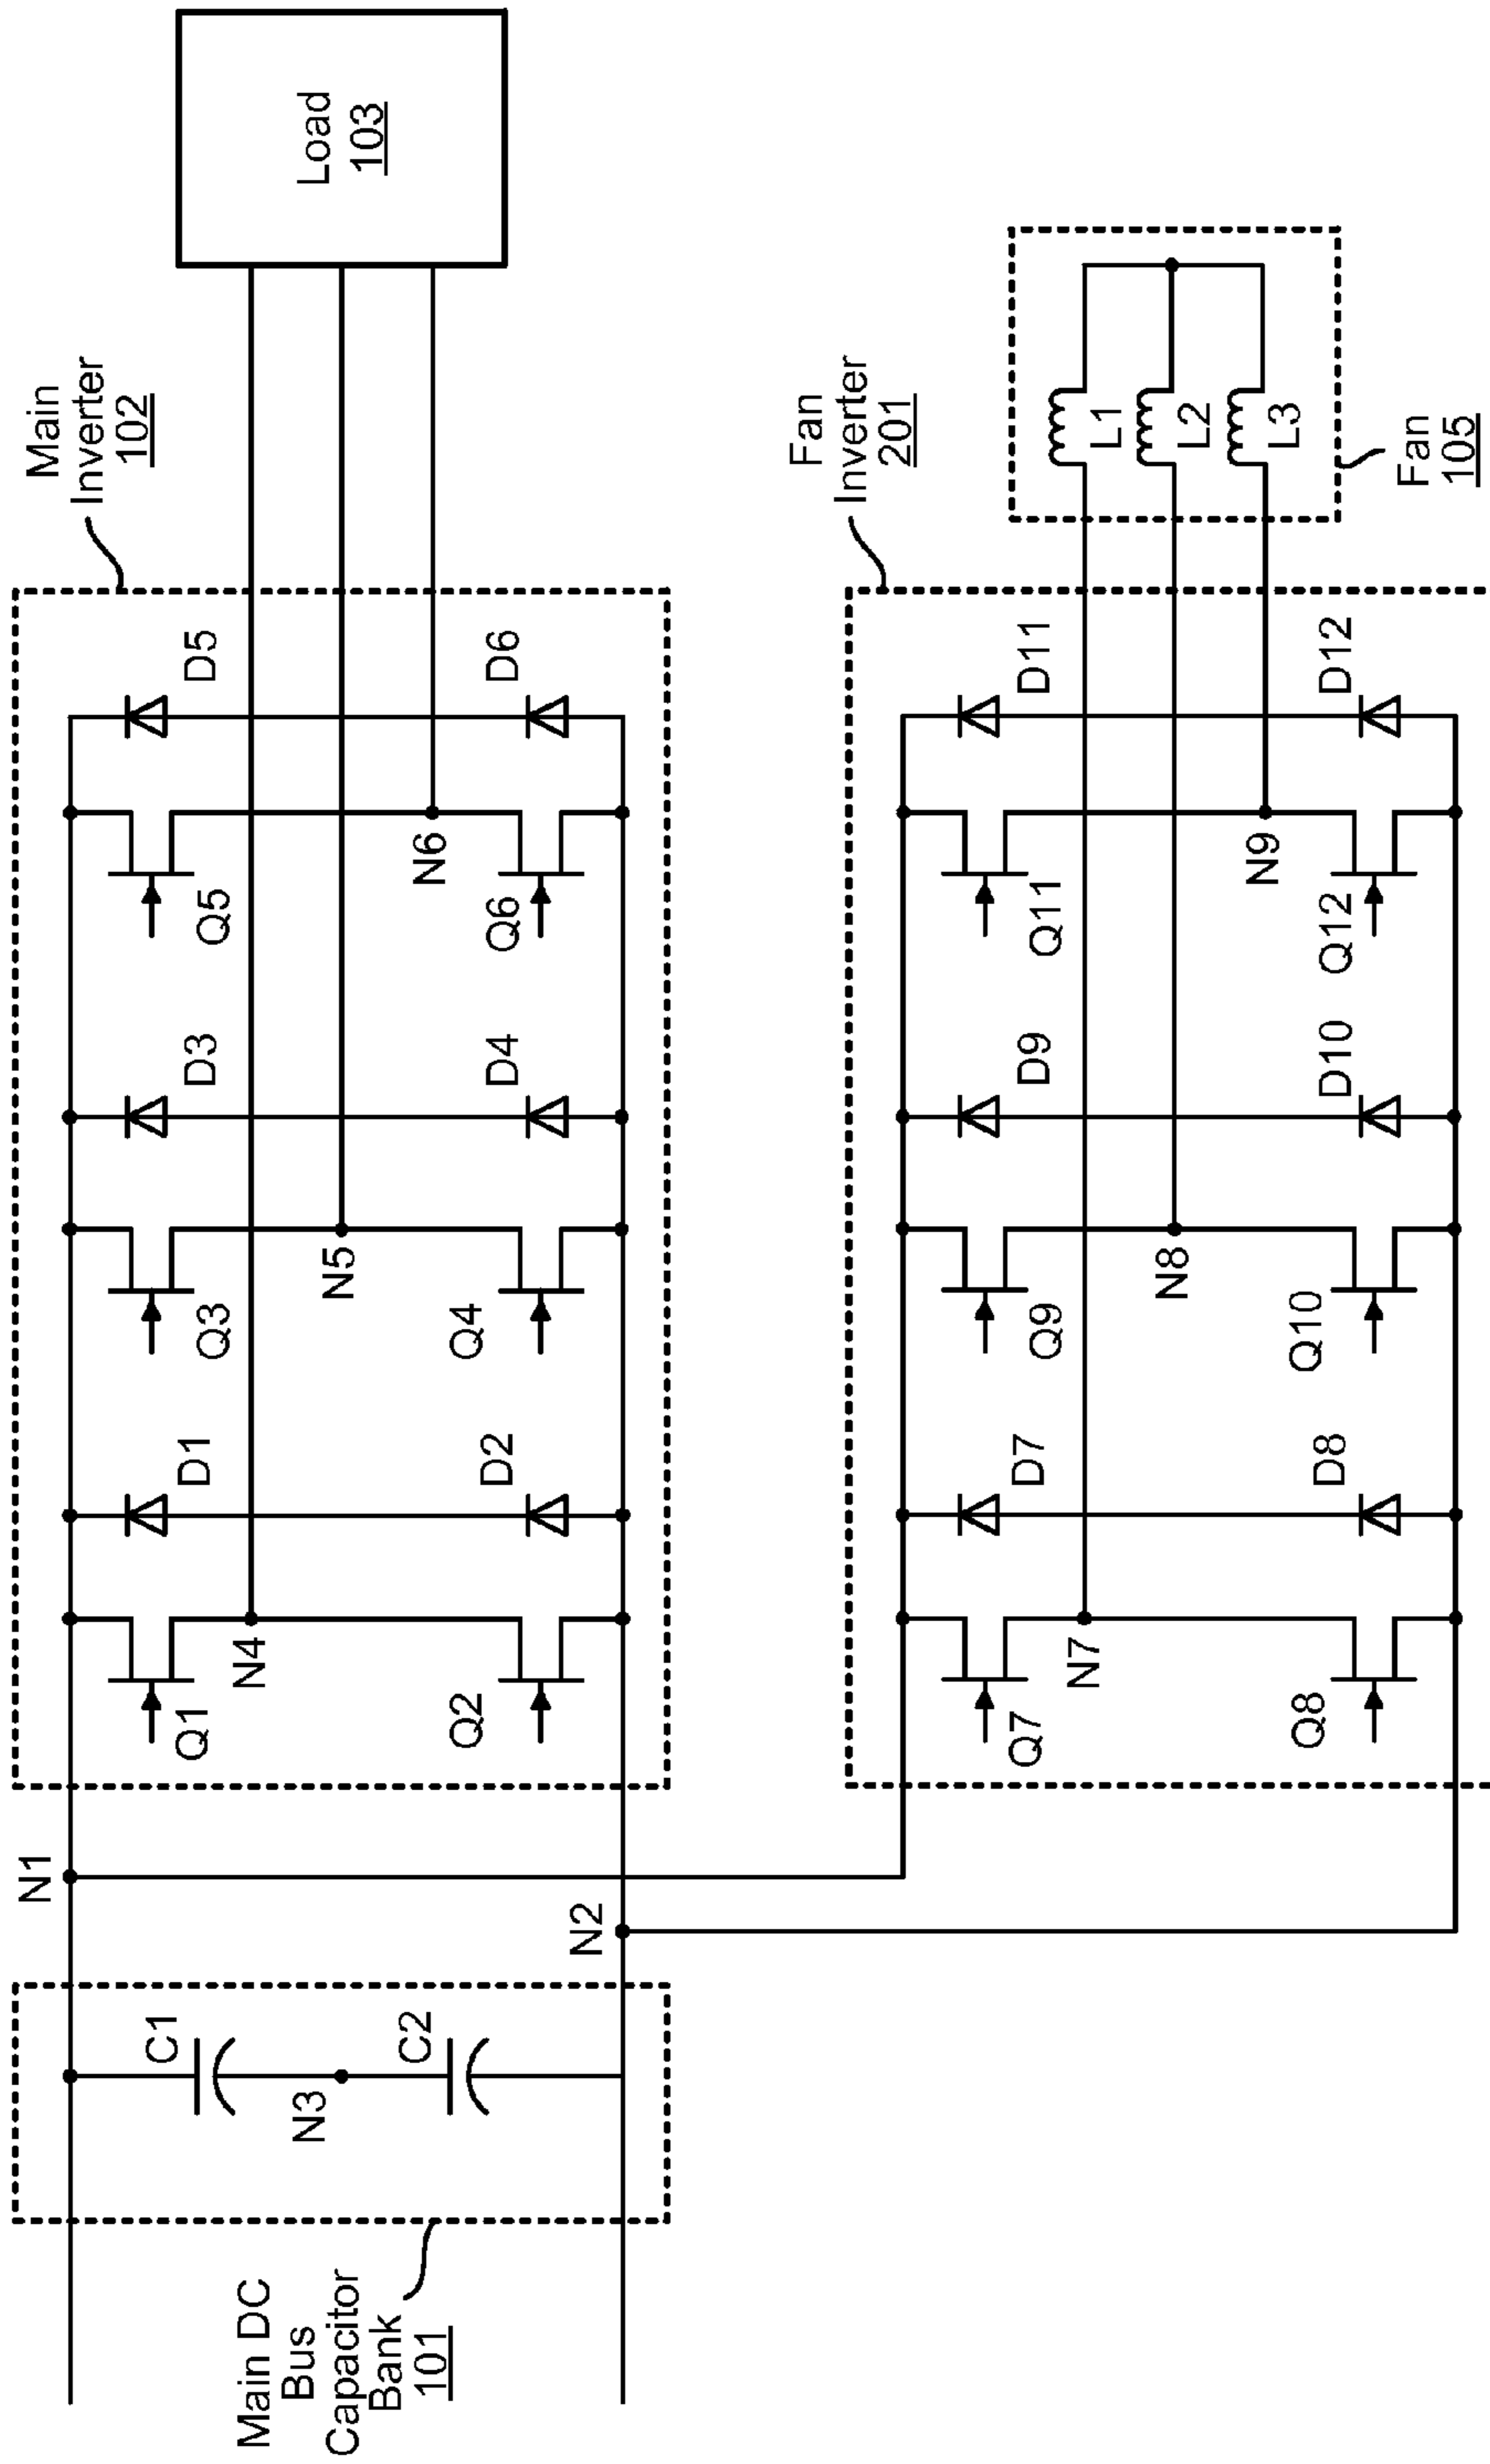 Main DC
Bus
Capacitor
Bank
101
C1
N3
C2
N1
N2
Main
Inverter
102
Q1
D1
Q3
D3
Q5
D5
N4
N5
N6
Q2
D2
Q4
D4
Q6
D6
Load
103
Fan
Inverter
201
Q7
D7
Q9
D9
Q11
D11
N7
N8
N9
Q8
D8
Q10
D10
Q12
D12
L1
L2
L3
Fan
105